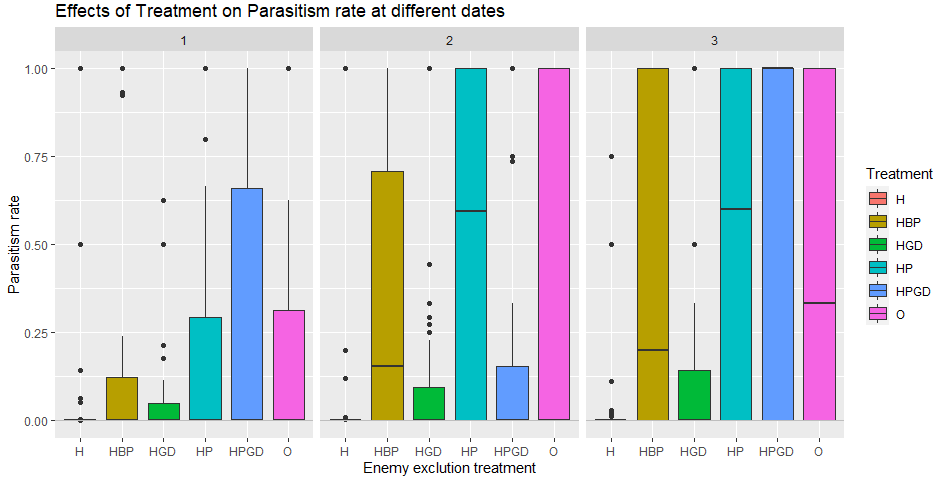 Effects of Treatment on Parasitism rate at different dates
1 2 3
1.00
0.75
0.50
0.25
0.00
Parasitism rate
H HBP HGD HP HPGD O H HBP HGD HP HPGD O H HBP HGD HP HPGD O
Enemy exclution treatment
Treatment
H
HBP
HGD
HP
HPGD
O